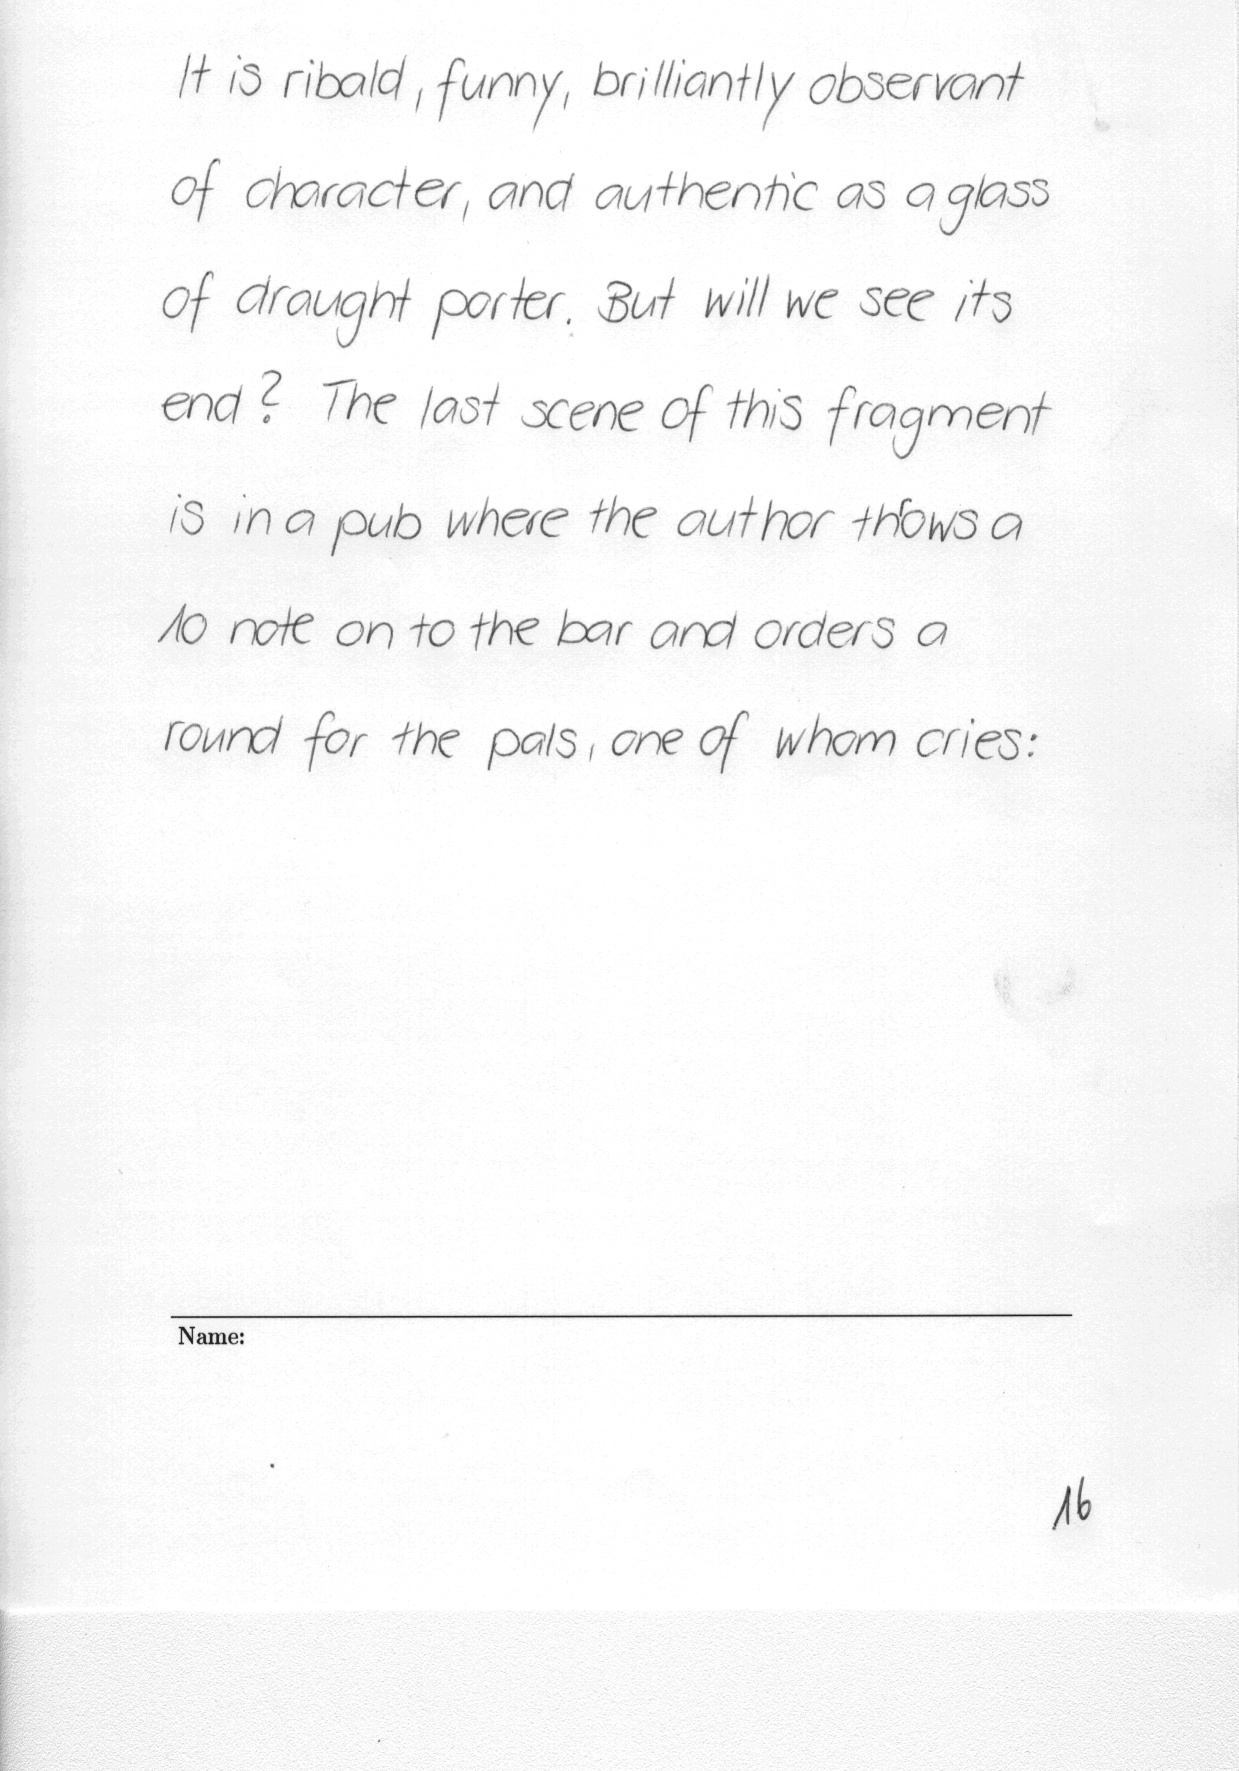 It is ribald, funny, brilliantly observant
of character, and authentic as a glass
of draught porter. But will we see its
end? The last scene of this fragment
is in a pub where the author throws a
10 note on to the bar and orders a
round for the pals, one of whom cries:
Name:
16